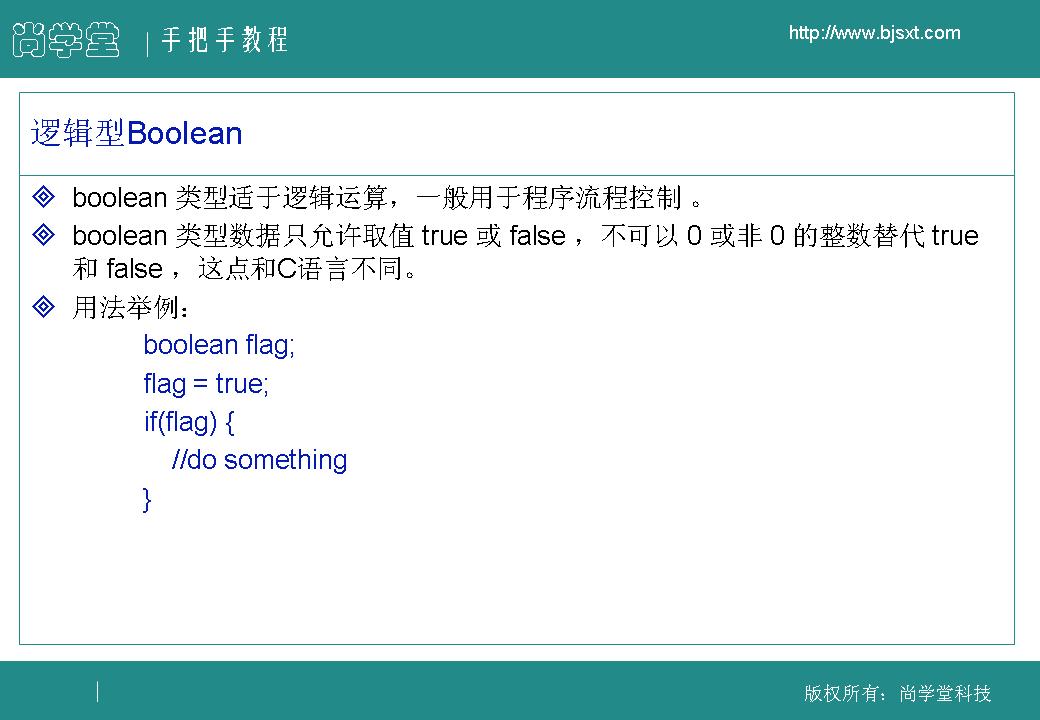 尚学堂 | 手把手教程
http://www.bjsxt.com
逻辑型Boolean
boolean 类型适于逻辑运算，一般用于程序流程控制 。
boolean 类型数据只允许取值 true 或 false ，不可以 0 或非 0 的整数替代 true
和 false ，这点和C语言不同。
用法举例：
boolean flag;
flag = true;
if(flag) {
//do something
}
版权所有：尚学堂科技